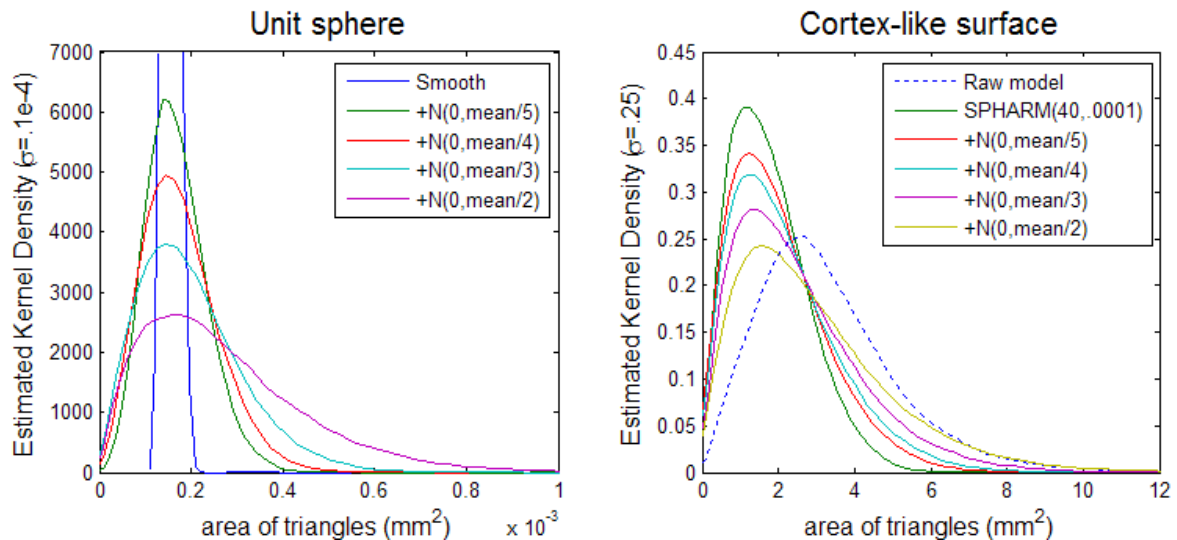 Unit sphere
Estimated Kernel Density (σ=.1e-4)
7000
6000
5000
4000
3000
2000
1000
0
0
0.2
0.4
0.6
0.8
1
x 10^-3
area of triangles (mm²)
Smooth
+N(0,mean/5)
+N(0,mean/4)
+N(0,mean/3)
+N(0,mean/2)
Cortex-like surface
Estimated Kernel Density (σ=.25)
0.45
0.4
0.35
0.3
0.25
0.2
0.15
0.1
0.05
0
0
2
4
6
8
10
12
area of triangles (mm²)
Raw model
SPHARM(40,.0001)
+N(0,mean/5)
+N(0,mean/4)
+N(0,mean/3)
+N(0,mean/2)